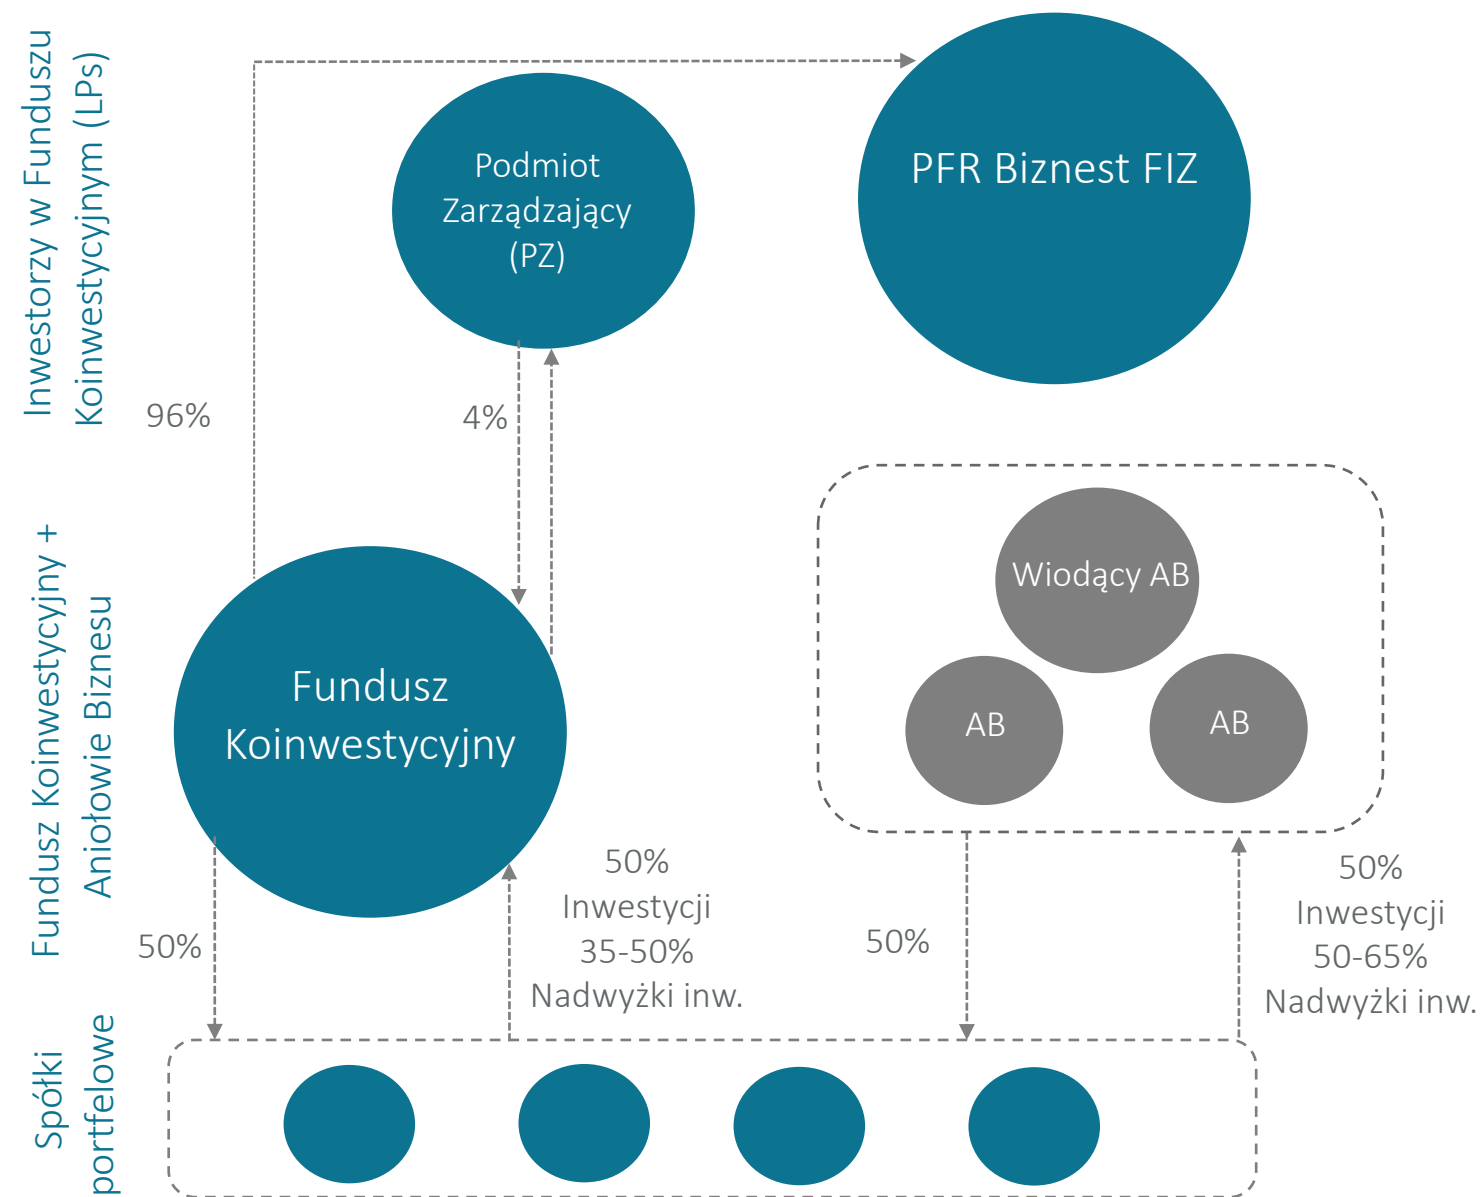 Inwestorzy w Funduszu
Koinwestycyjnym (LPs)
Podmiot
Zarządzający
(PZ)
PFR Biznest FIZ
96%
4%
Fundusz Koinwestycyjny +
Aniołowie Biznesu
Fundusz
Koinwestycyjny
Wiodący AB
AB
AB
50%
50%
Inwestycji
35-50%
Nadwyżki inw.
50%
50%
Inwestycji
50-65%
Nadwyżki inw.
Spółki
portfelowe